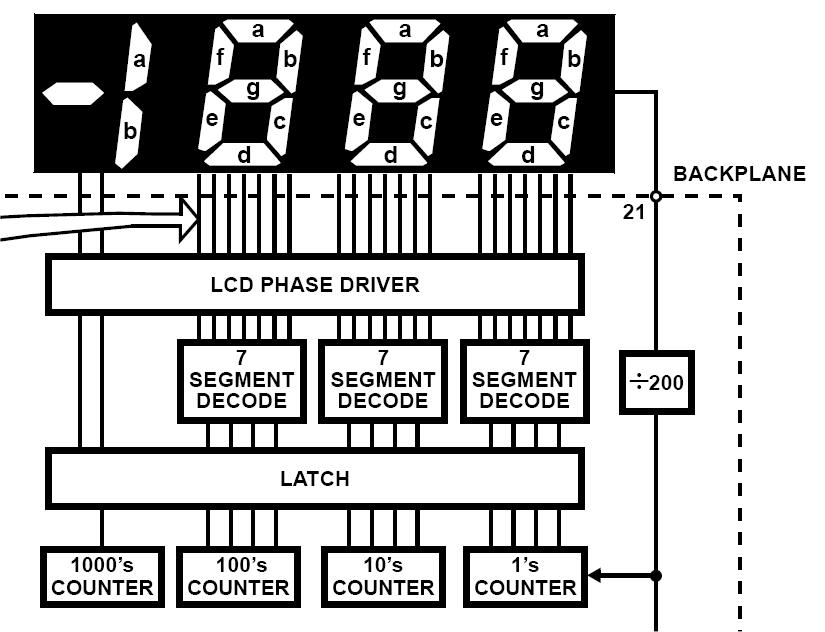 a a a a
f b f b f b
g g g
b e c e c e c
d d d
BACKPLANE
21
LCD PHASE DRIVER
7
SEGMENT
DECODE
7
SEGMENT
DECODE
7
SEGMENT
DECODE
÷200
LATCH
1000's
COUNTER
100's
COUNTER
10's
COUNTER
1's
COUNTER